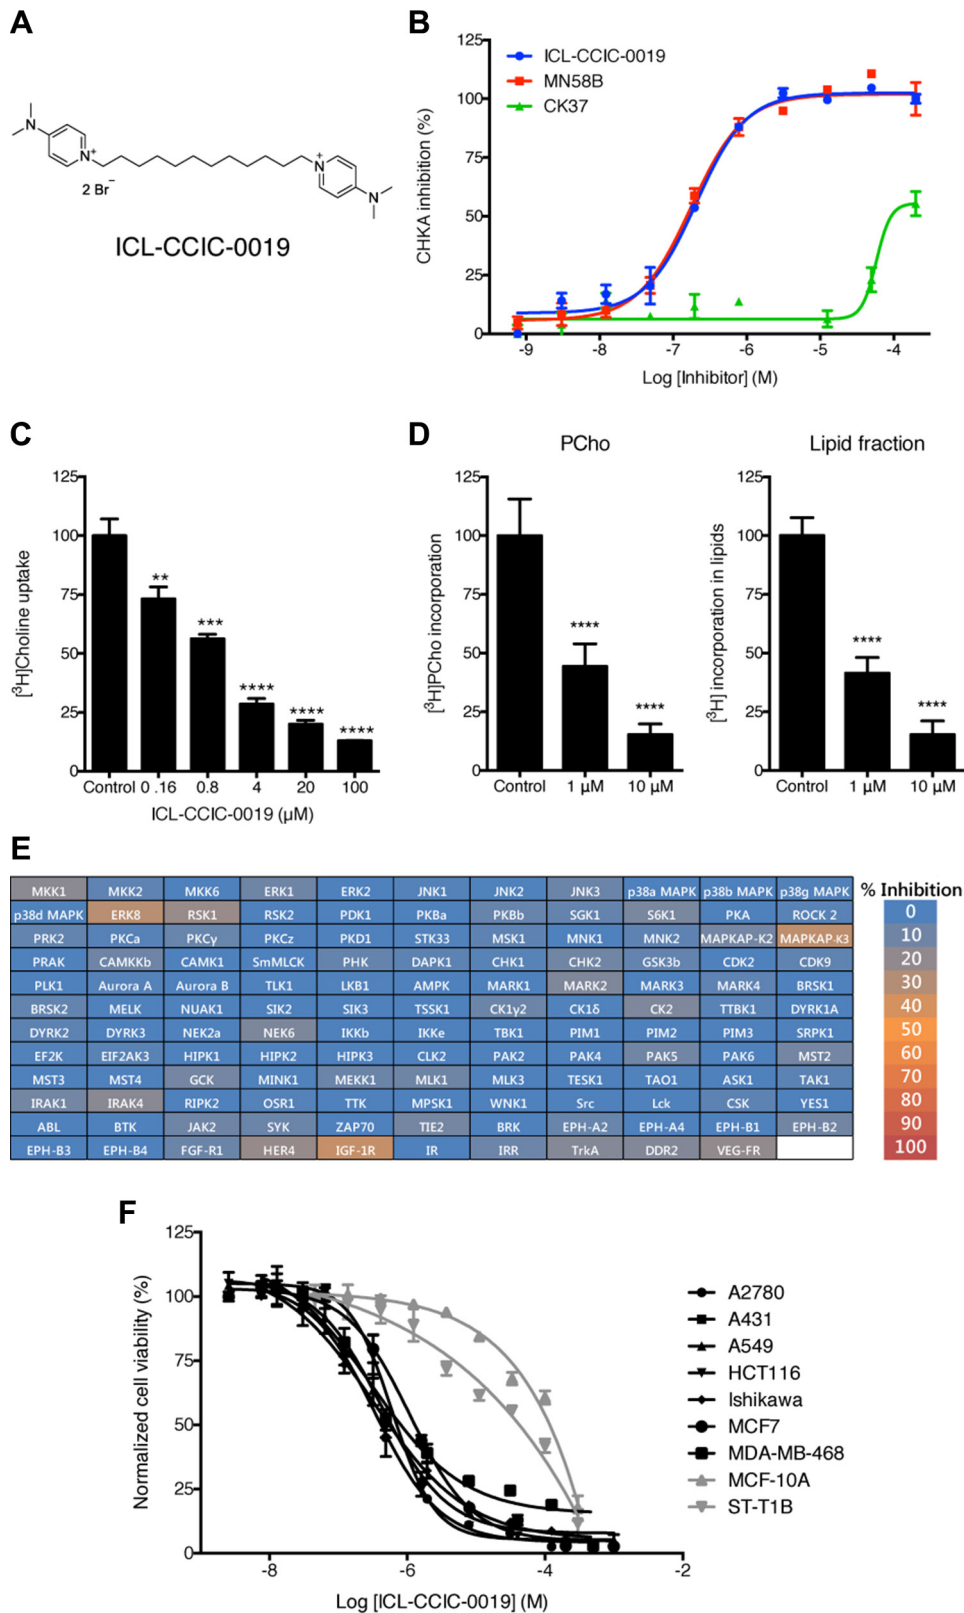 A
N
N
+
2 Br
−
N
+
N
ICL-CCIC-0019
B
ICL-CCIC-0019
MN58B
CK37
CHKA inhibition (%)
125
100
75
50
25
0
-9 -8 -7 -6 -5 -4
Log [Inhibitor] (M)
C
[³H]Choline uptake
125
100
75
50
25
0
** *** **** **** ****
Control 0 .16 0.8 4 20 100
ICL-CCIC-0019 (µM)
D
PCho
[³H]PCho incorporation
125
100
75
50
25
0
**** ****
Control 1 µM 10 µM
Lipid fraction
[³H] incorporation in lipids
125
100
75
50
25
0
**** ****
Control 1 µM 10 µM
E
MKK1 MKK2 MKK6 ERK1 ERK2 JNK1 JNK2 JNK3 p38a MAPK p38b MAPK p38g MAPK
p38d MAPK ERK8 RSK1 RSK2 PDK1 PKBa PKBb SGK1 S6K1 PKA ROCK 2
PRK2 PKCa PKCγ PKCz PKD1 STK33 MSK1 MNK1 MNK2 MAPKAP-K2 MAPKAP-K3
PRAK CAMKKb CAMK1 SmMLCK PHK DAPK1 CHK1 CHK2 GSK3b CDK2 CDK9
PLK1 Aurora A Aurora B TLK1 LKB1 AMPK MARK1 MARK2 MARK3 MARK4 BRSK1
BRSK2 MELK NUAK1 SIK2 SIK3 TSSK1 CK1γ2 CK1δ CK2 TTBK1 DYRK1A
DYRK2 DYRK3 NEK2a NEK6 IKKb IKKe TBK1 PIM1 PIM2 PIM3 SRPK1
EF2K EIF2AK3 HIPK1 HIPK2 HIPK3 CLK2 PAK2 PAK4 PAK5 PAK6 MST2
MST3 MST4 GCK MINK1 MEKK1 MLK1 MLK3 TESK1 TAO1 ASK1 TAK1
IRAK1 IRAK4 RIPK2 OSR1 TTK MPSK1 WNK1 Src Lck CSK YES1
ABL BTK JAK2 SYK ZAP70 TIE2 BRK EPH-A2 EPH-A4 EPH-B1 EPH-B2
EPH-B3 EPH-B4 FGF-R1 HER4 IGF-1R IR IRR TrkA DDR2 VEG-FR
% Inhibition
0
10
20
30
40
50
60
70
80
90
100
F
Normalized cell viability (%)
125
100
75
50
25
0
-8 -6 -4 -2
Log [ICL-CCIC-0019] (M)
A2780
A431
A549
HCT116
Ishikawa
MCF7
MDA-MB-468
MCF-10A
ST-T1B